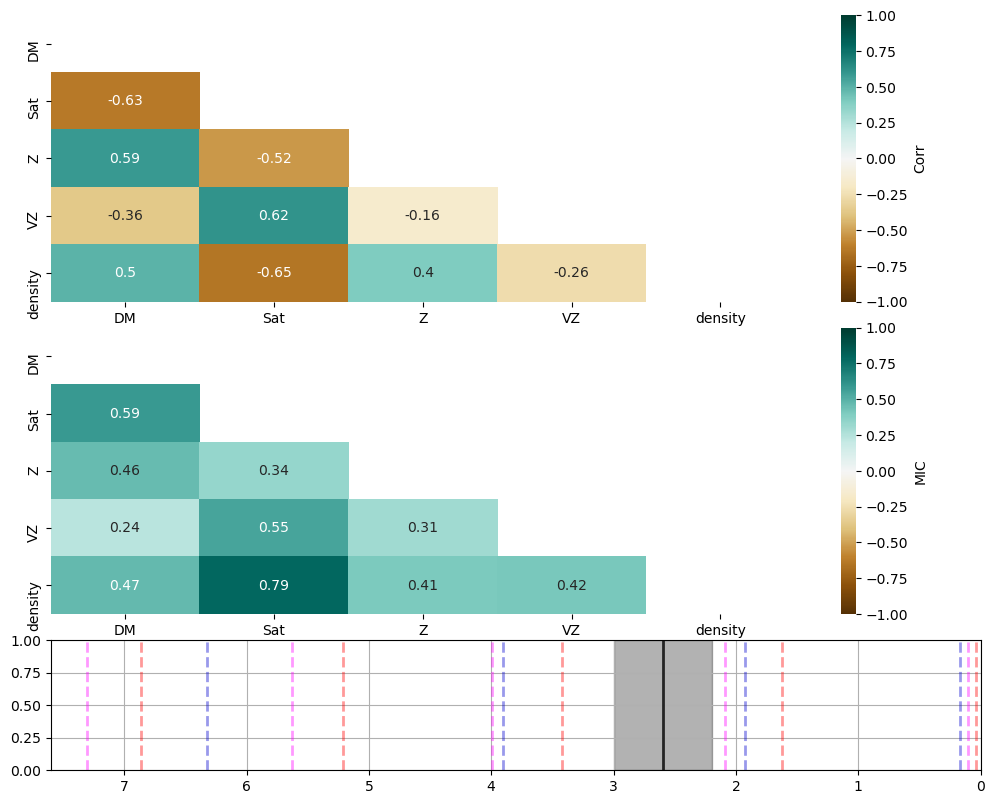 DM
Sat
Z
VZ
density
-0.63
0.59
-0.52
-0.36
0.62
-0.16
0.5
-0.65
0.4
-0.26
DM
Sat
Z
VZ
density
1.00
0.75
0.50
0.25
0.00
−0.25
−0.50
−0.75
−1.00
Corr
DM
Sat
Z
VZ
density
0.59
0.46
0.34
0.24
0.55
0.31
0.47
0.79
0.41
0.42
DM
Sat
Z
VZ
density
1.00
0.75
0.50
0.25
0.00
−0.25
−0.50
−0.75
−1.00
MIC
1.00
0.75
0.50
0.25
0.00
7
6
5
4
3
2
1
0